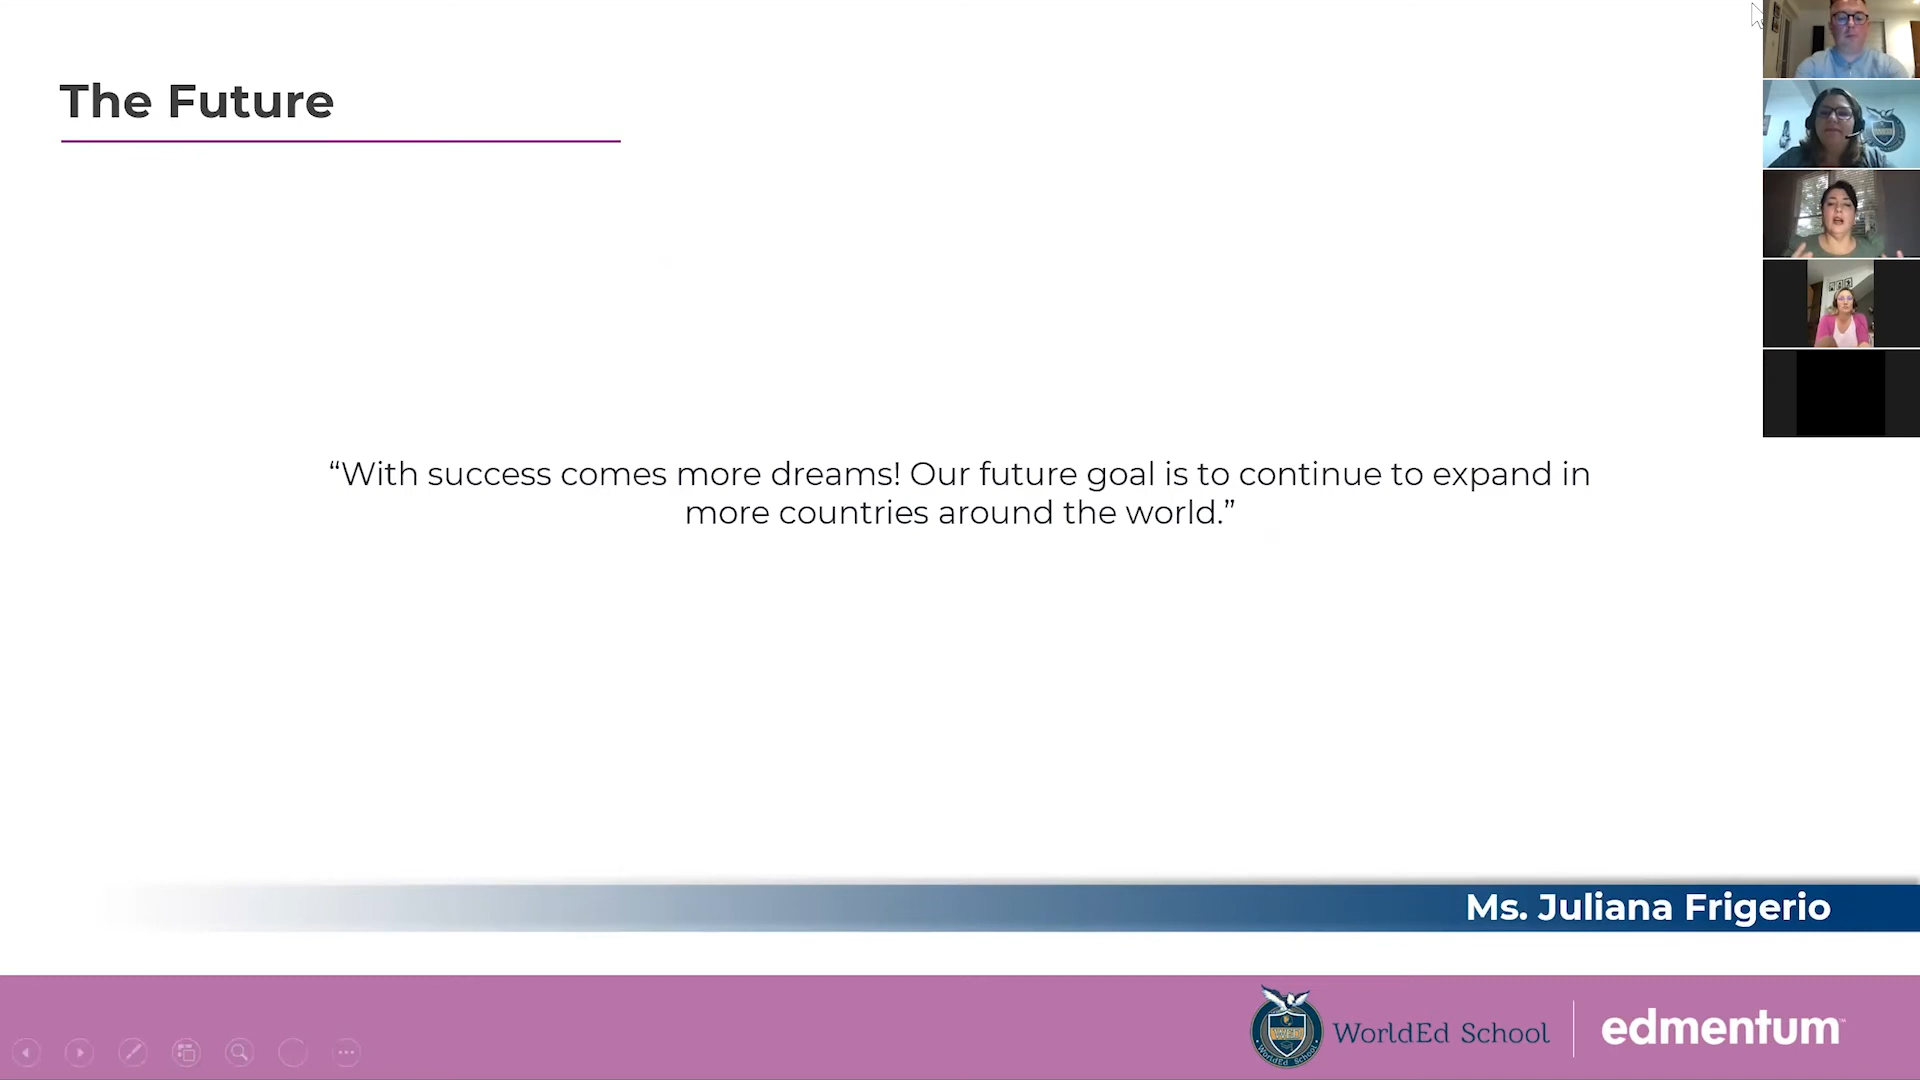 The Future
“With success comes more dreams! Our future goal is to continue to expand in
more countries around the world.”
Ms. Juliana Frigerio
WorldEd School
edmentum